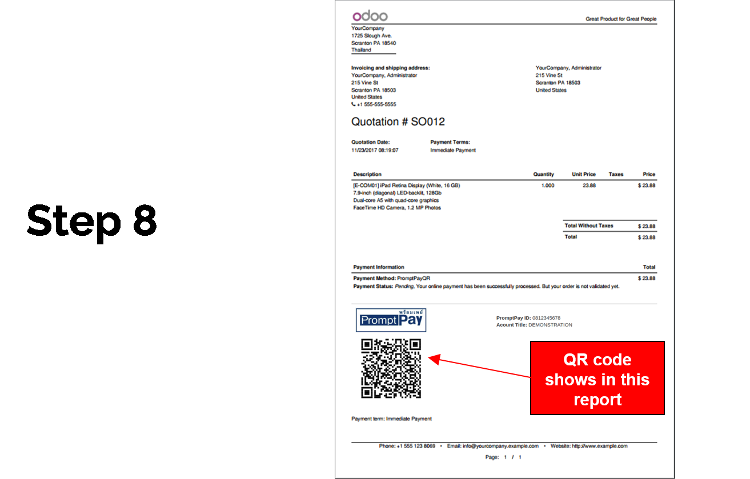 Step 8
odoo
Great Product for Great People
YourCompany
1725 Slough Ave.
Scranton PA 18540
Thailand
Invoicing and shipping address:
YourCompany, Administrator
215 Vine St
Scranton PA 18503
United States
+1 555-555-5555
YourCompany, Administrator
215 Vine St
Scranton PA 18503
United States
Quotation # SO012
Quotation Date: Payment Terms:
11/23/2017 08:19:07 Immediate Payment
Description Quantity Unit Price Taxes Price
[E-COM01] iPad Retina Display (White, 16 GB) 1.000 23.88 $ 23.88
7.9-inch (diagonal) LED-backlit, 128Gb
Dual-core A5 with quad-core graphics
FaceTime HD Camera, 1.2 MP Photos
Total Without Taxes $ 23.88
Total $ 23.88
Payment Information Total
Payment Method: PromptPayQR $ 23.88
Payment Status: Pending, Your online payment has been successfully processed. But your order is not validated yet.
พร้อมเพย์
PromptPay
PromptPay ID: 0812345678
Acount Title: DEMONSTRATION
QR code
shows in this
report
Payment term: Immediate Payment
Phone: +1 555 123 8069 • Email: info@yourcompany.example.com • Website: http://www.example.com
Page: 1 / 1